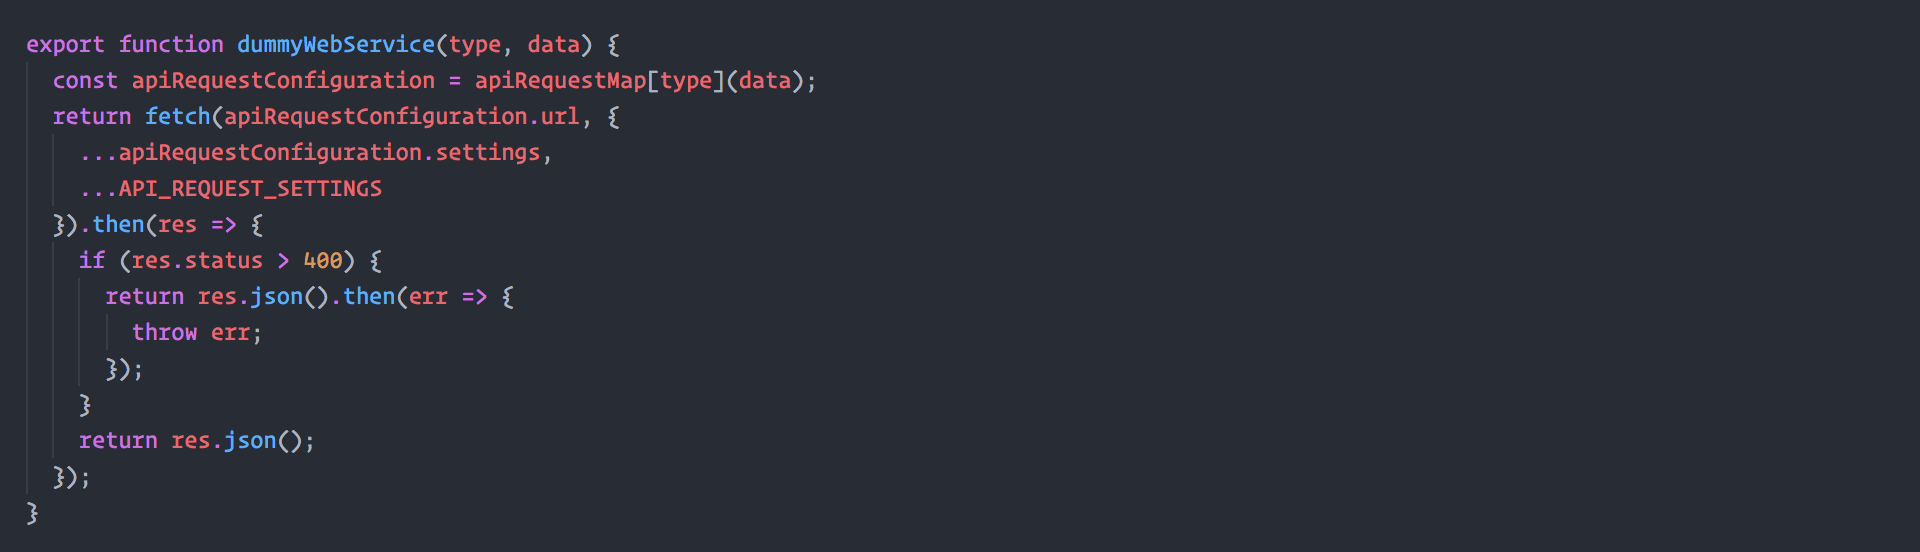 export function dummyWebService(type, data) {
  const apiRequestConfiguration = apiRequestMap[type](data);
  return fetch(apiRequestConfiguration.url, {
    ...apiRequestConfiguration.settings,
    ...API_REQUEST_SETTINGS
  }).then(res => {
    if (res.status > 400) {
      return res.json().then(err => {
        throw err;
      });
    }
    return res.json();
  });
}